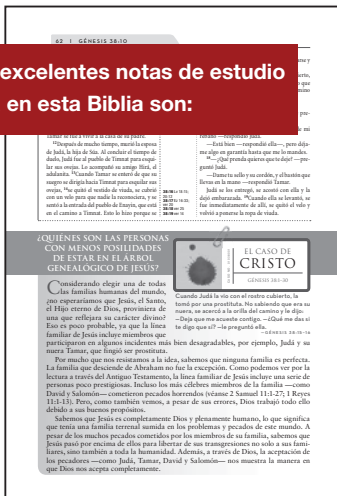 62 | GÉNESIS 38:10
excelentes notas de estudio
en esta Biblia son:
Tamar se fue a vivir a la casa de su padre.
12Después de mucho tiempo, murió la esposa
de Judá, la hija de Súa. Al concluir el tiempo de
duelo, Judá fue al pueblo de Timnat para esqui-
lar sus ovejas. Lo acompañó su amigo Hirá, el
adulamita. 13Cuando Tamar se enteró de que su
suegro se dirigía hacia Timnat para esquilar sus
ovejas, 14se quitó el vestido de viuda, se cubrió
con un velo para que nadie la reconociera, y se
sentó a la entrada del pueblo de Enayin, que está
en el camino a Timnat. Esto lo hizo porque se
rebaño —respondió Judá.
—Está bien —respondió ella—, pero déja-
me algo en garantía hasta que me lo mandes.
18—¿Qué prenda quieres que te deje? —pre-
guntó Judá.
—Dame tu sello y su cordón, y el bastón que
llevas en la mano —respondió Tamar.
Judá se los entregó, se acostó con ella y la
dejó embarazada. 19Cuando ella se levantó, se
fue inmediatamente de allí, se quitó el velo y
volvió a ponerse la ropa de viuda.
¿QUIÉNES SON LAS PERSONAS
CON MENOS POSILIDADES
DE ESTAR EN EL ÁRBOL
GENEALÓGICO DE JESÚS?
Considerando elegir una de todas
las familias humanas del mundo,
¿no esperaríamos que Jesús, el Santo,
el Hijo eterno de Dios, proviniera de
una que reflejara su carácter divino?
Eso es poco probable, ya que la línea
familiar de Jesús incluye miembros que
participaron en algunos incidentes más bien desagradables, por ejemplo, Judá y su
nuera Tamar, que fingió ser prostituta.
Por mucho que nos resistamos a la idea, sabemos que ninguna familia es perfecta.
La familia que desciende de Abraham no fue la excepción. Como podemos ver por la
lectura a través del Antiguo Testamento, la línea familiar de Jesús incluye una serie de
personas poco prestigiosas. Incluso los más célebres miembros de la familia —como
David y Salomón— cometieron pecados horrendos (véanse 2 Samuel 11:1-27; 1 Reyes
11:1-13). Pero, como también vemos, a pesar de sus errores, Dios trabajó todo ello
debido a sus buenos propósitos.
Sabemos que Jesús es completamente Dios y plenamente humano, lo que significa
que tenía una familia terrenal sumida en los problemas y pecados de este mundo. A
pesar de los muchos pecados cometidos por los miembros de su familia, sabemos que
Jesús pasó por encima de ellos para libertar de sus transgresiones no solo a sus fami-
liares, sino también a toda la humanidad. Además, a través de Dios, la aceptación de
los pecadores —como Judá, Tamar, David y Salomón— nos muestra la manera en
que Dios nos acepta completamente.
EL CASO DE
CRISTO
GÉNESIS 38:1-30
Cuando Judá la vio con el rostro cubierto, la
tomó por una prostituta. No sabiendo que era su
nuera, se acercó a la orilla del camino y le dijo:
—Deja que me acueste contigo. —¿Qué me das si
te digo que sí? —le preguntó ella.
—GÉNESIS 38:15-16